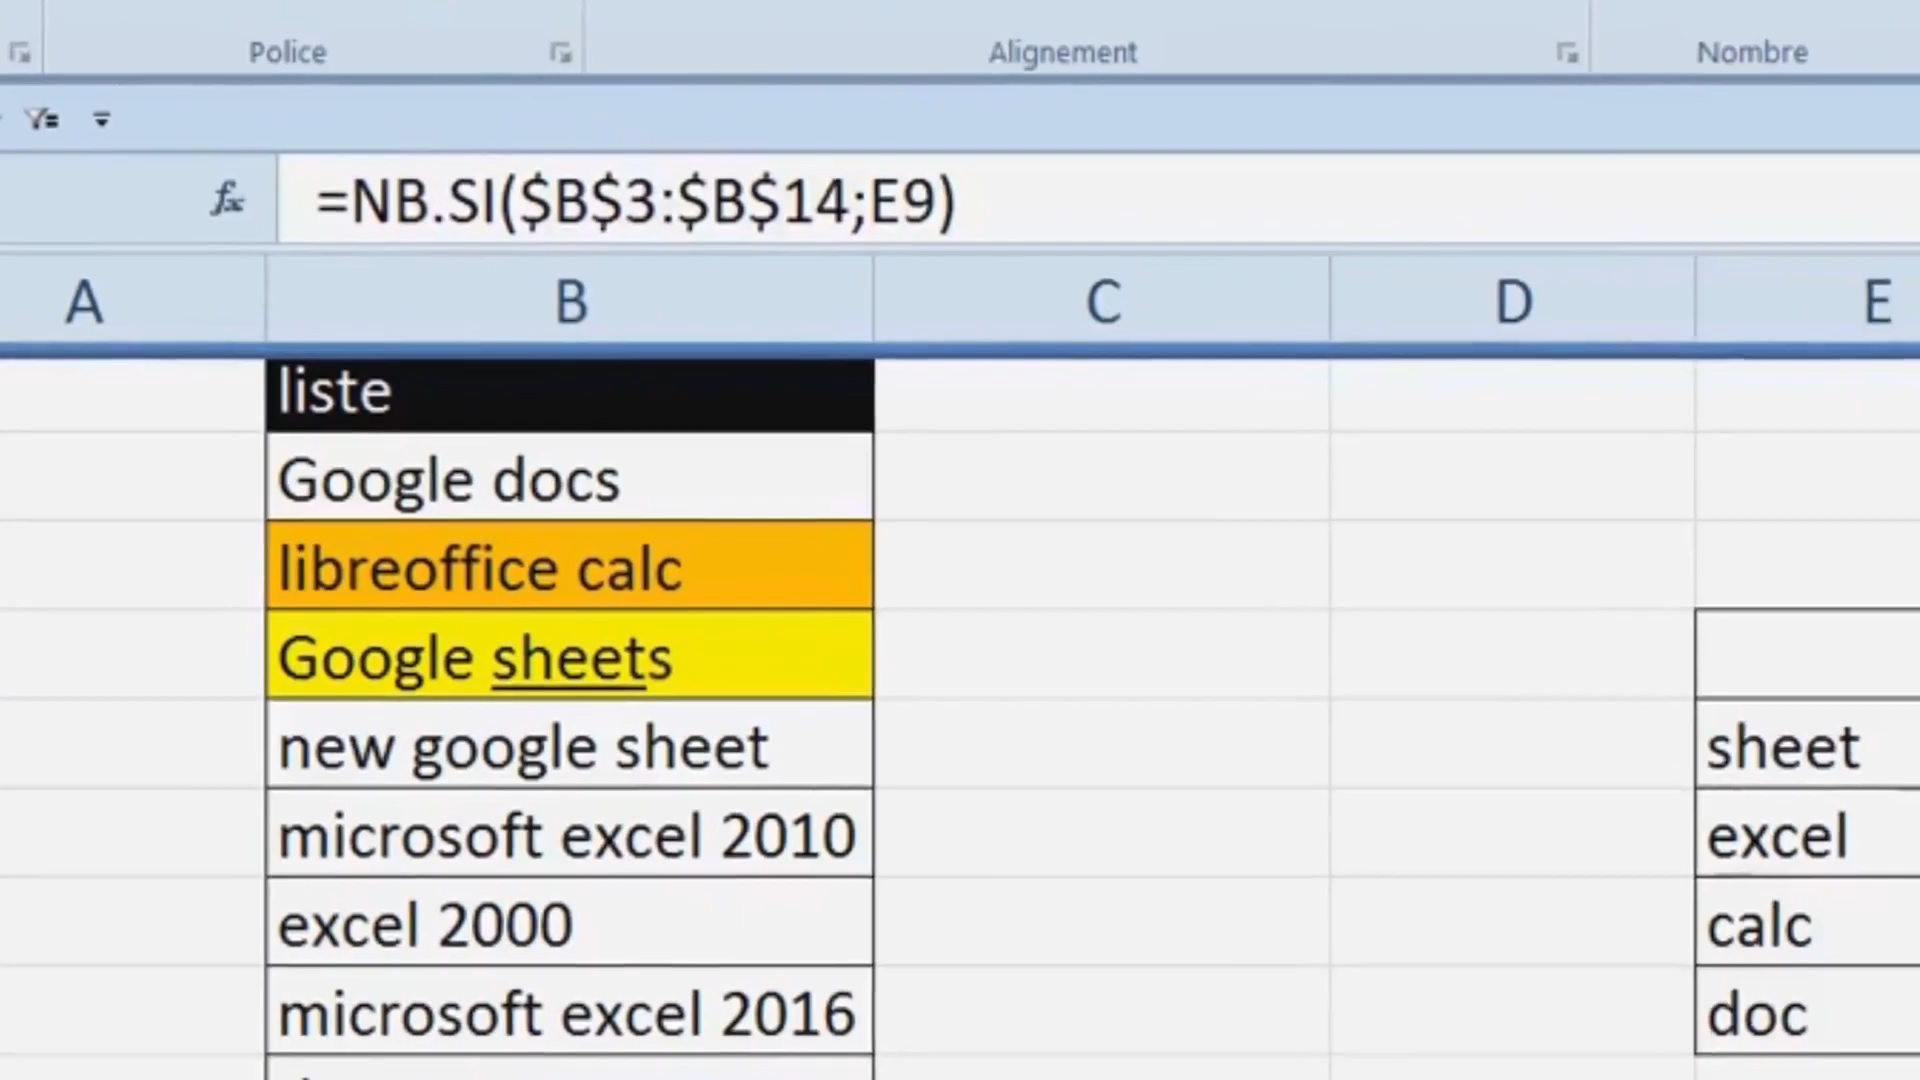 Police Alignement Nombre
fx =NB.SI($B$3:$B$14;E9)
A B C D E
liste
Google docs
libreoffice calc
Google sheets
new google sheet sheet
microsoft excel 2010 excel
excel 2000 calc
microsoft excel 2016 doc